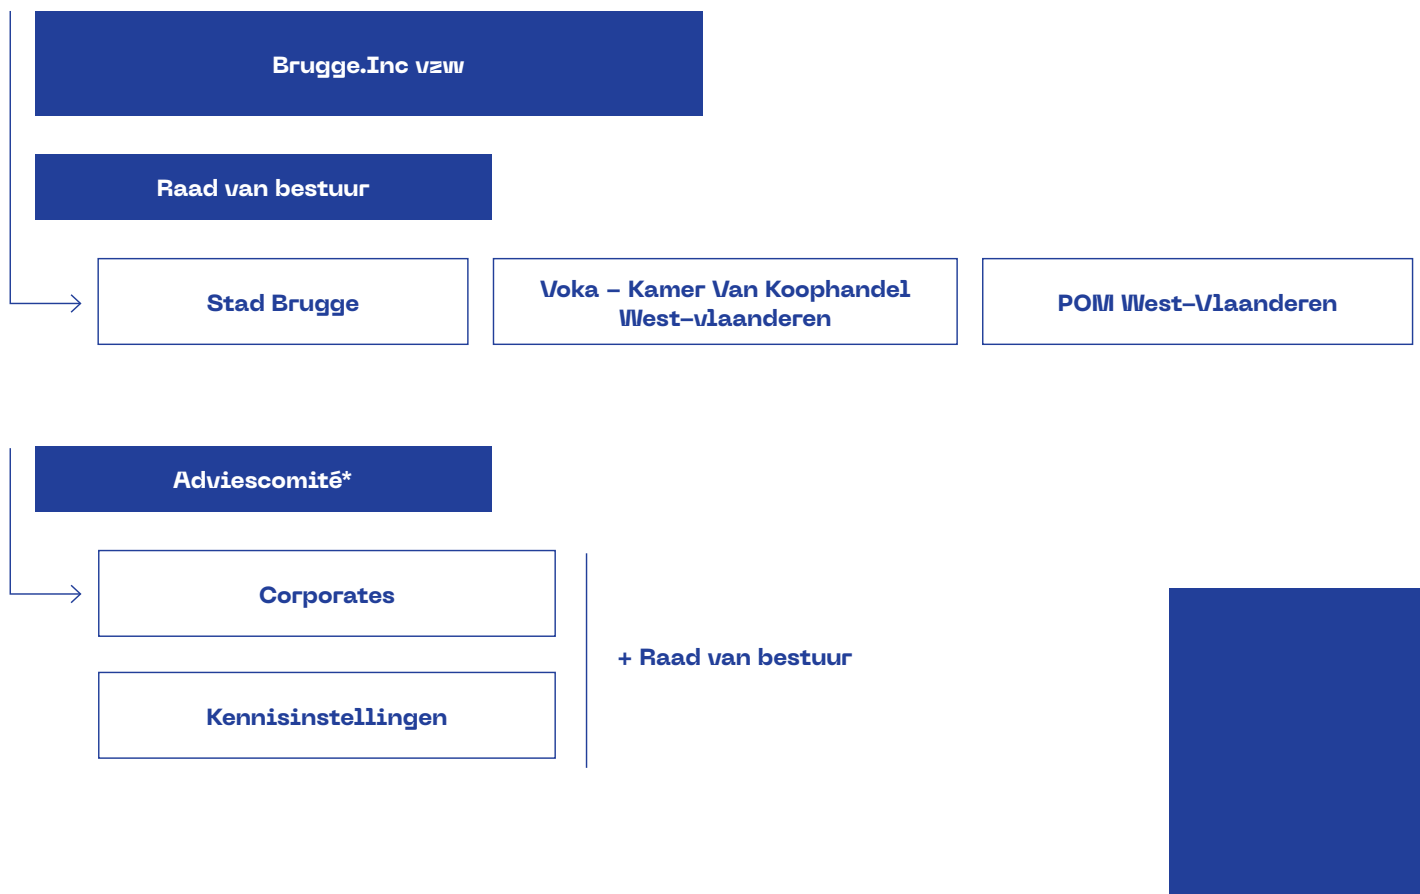 Brugge.Inc vzw
Raad van bestuur
Stad Brugge
Voka – Kamer Van Koophandel
West-vlaanderen
POM West-Vlaanderen
Adviescomité*
Corporates
+ Raad van bestuur
Kennisinstellingen